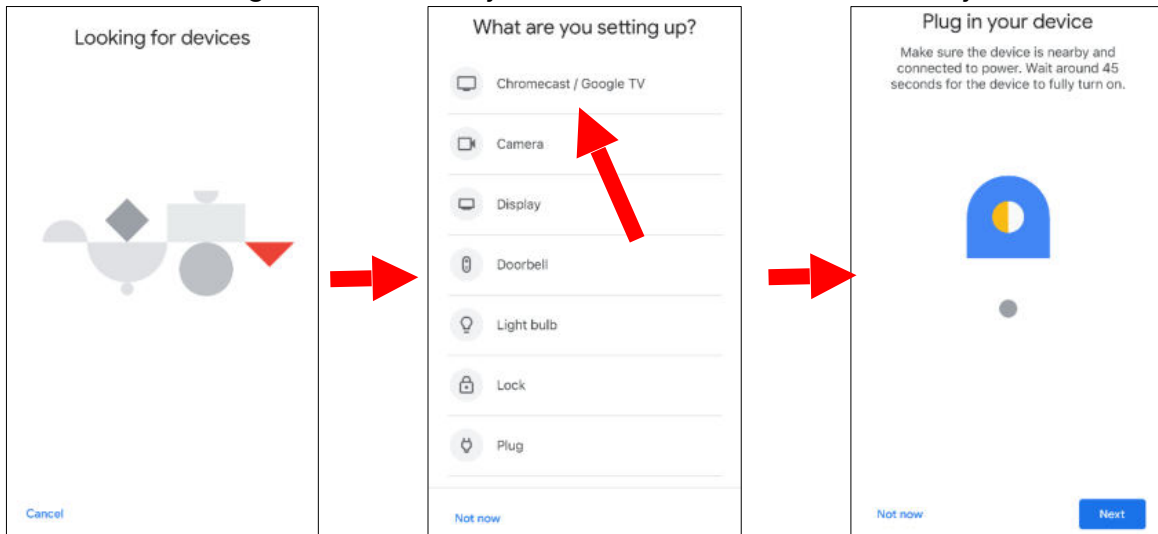 Looking for devices
Cancel
What are you setting up?
Chromecast / Google TV
Camera
Display
Doorbell
Light bulb
Lock
Plug
Not now
Plug in your device
Make sure the device is nearby and
connected to power. Wait around 45
seconds for the device to fully turn on.
Not now
Next